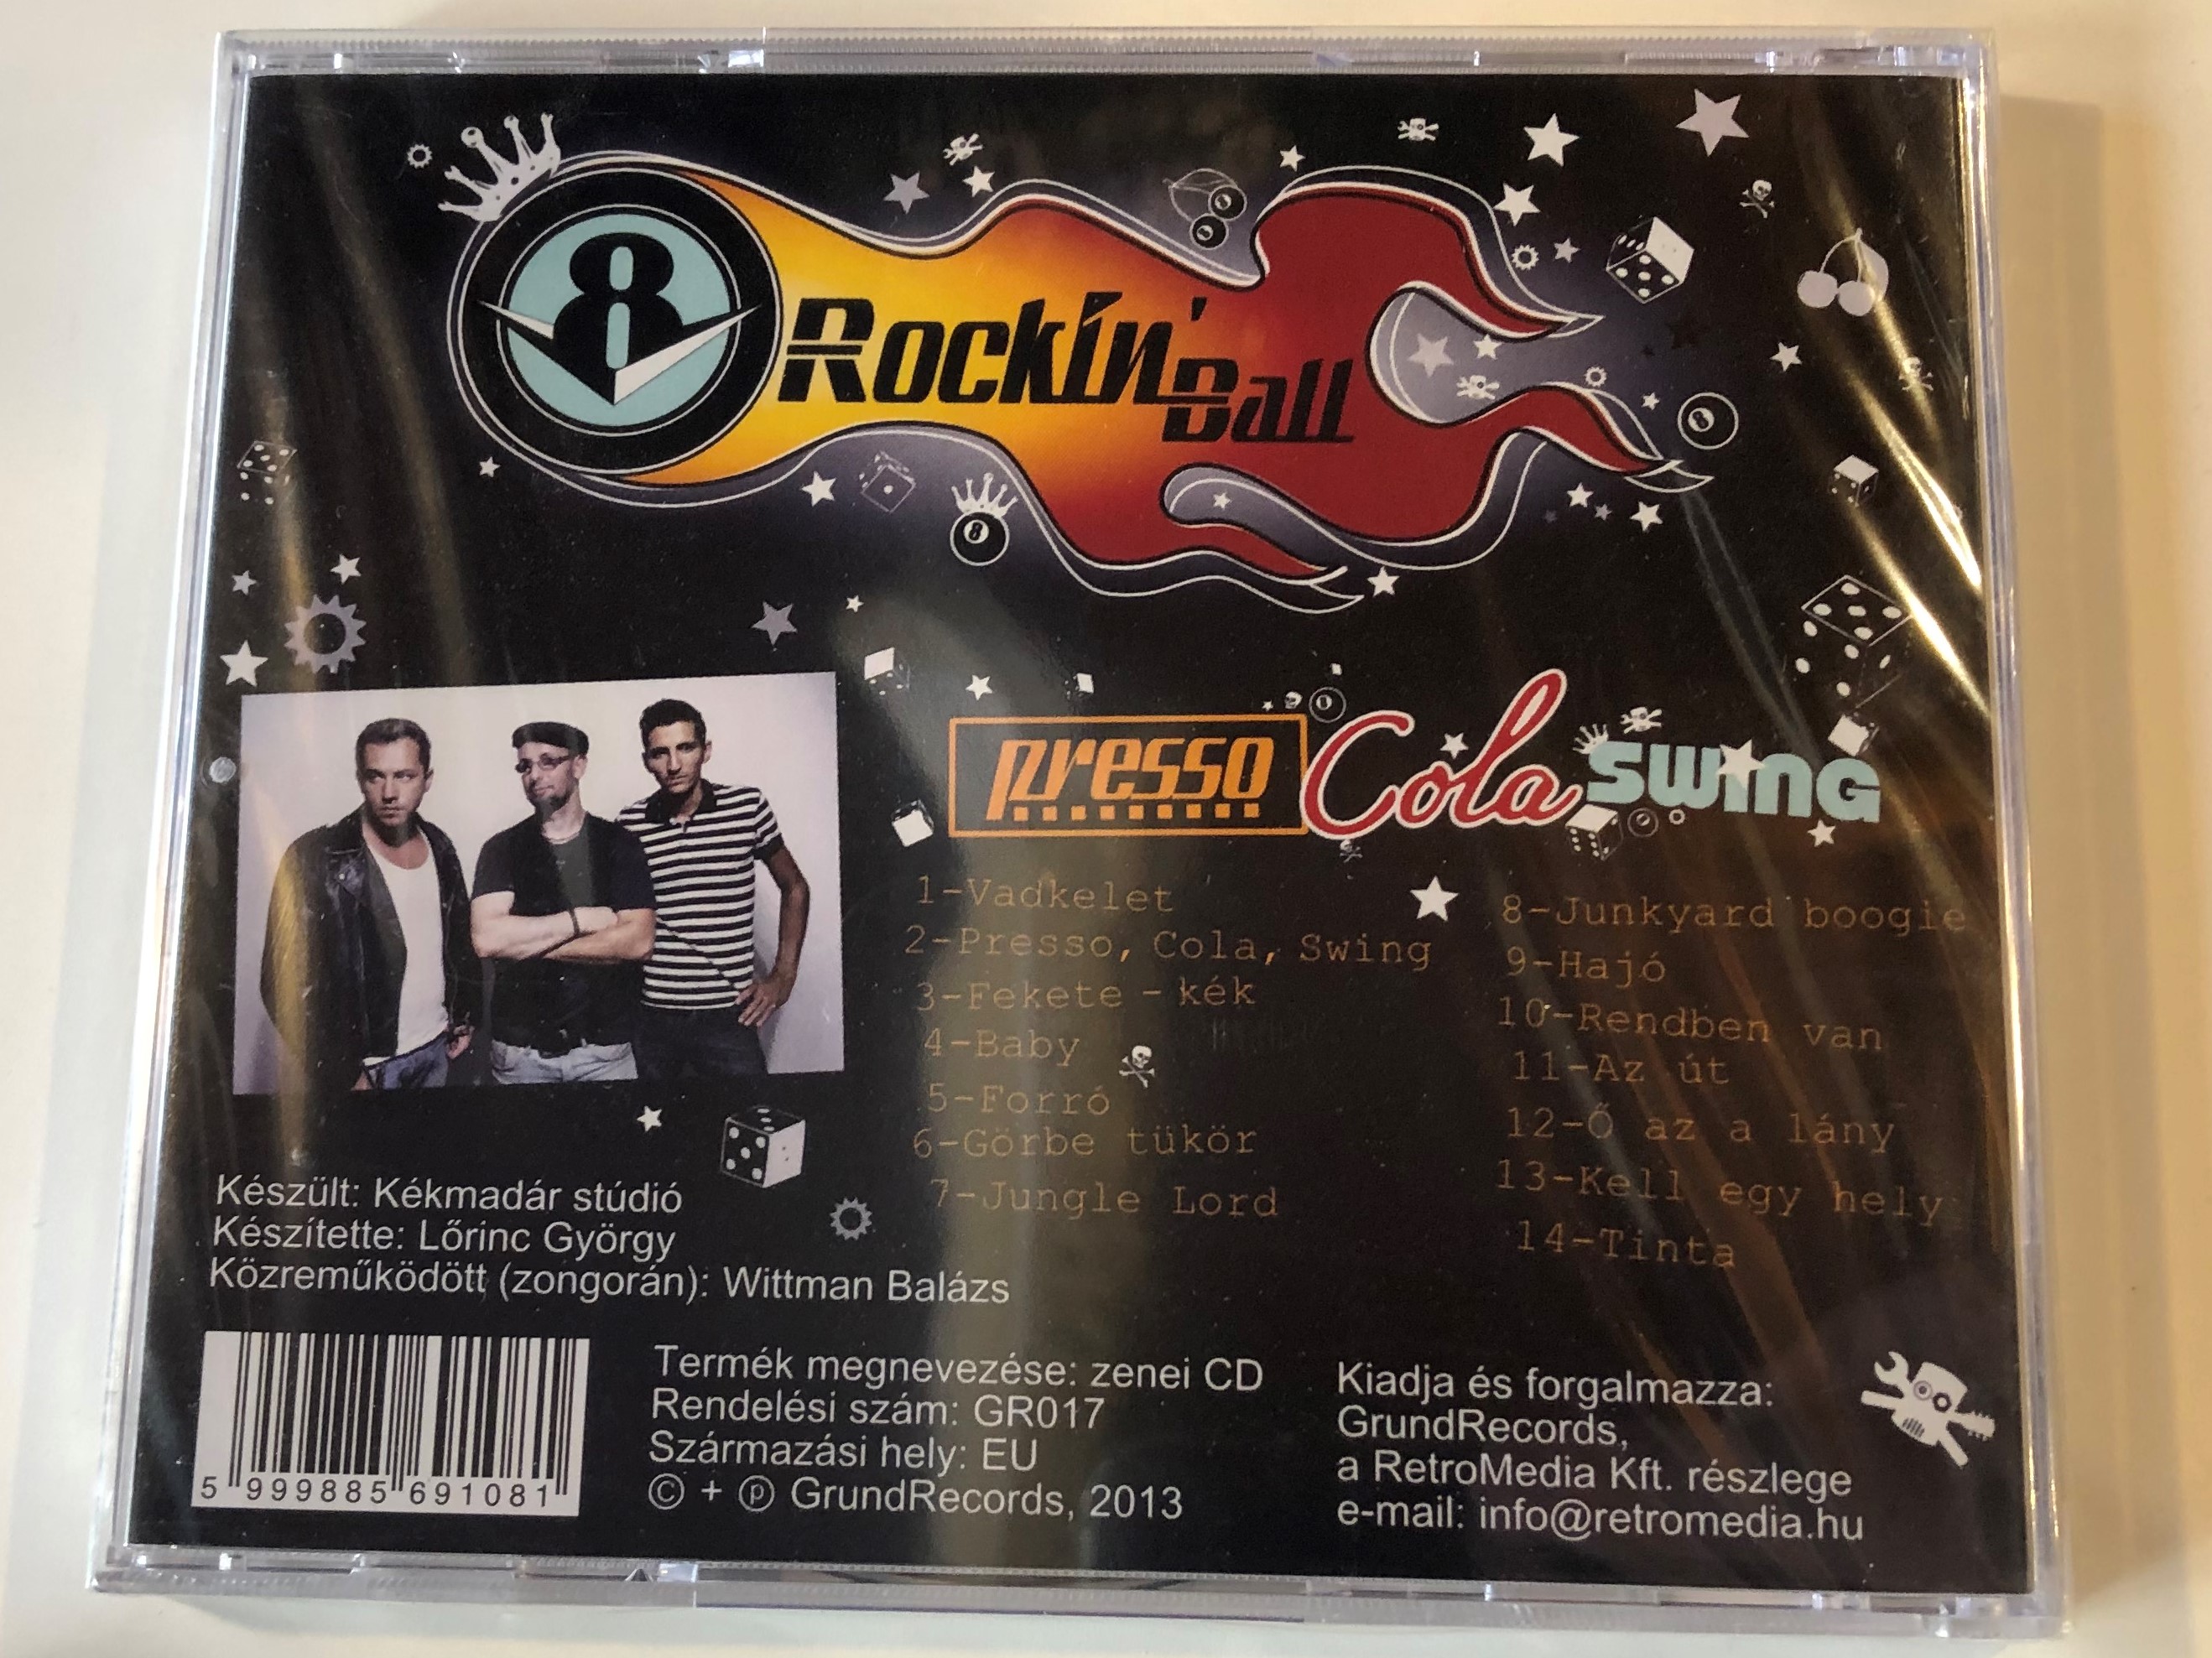 8 Rockin' Ball
presso Cola SWING
1-Vadkelet
2-Presso, Cola, Swing
3-Fekete - kék
4-Baby
5-Forró
6-Görbe tükör
7-Jungle Lord
8-Junkyard boogie
9-Hajó
10-Rendben van
11-Az út
12-Ő az a lány
13-Kell egy hely
14-Tinta
Készült: Kékmadár stúdió
Készítette: Lőrinc György
Közreműködött (zongorán): Wittman Balázs
5 999885 691081
Termék megnevezése: zenei CD
Rendelési szám: GR017
Származási hely: EU
© + ℗ GrundRecords, 2013
Kiadja és forgalmazza:
GrundRecords,
a RetroMedia Kft. részlege
e-mail: info@retromedia.hu